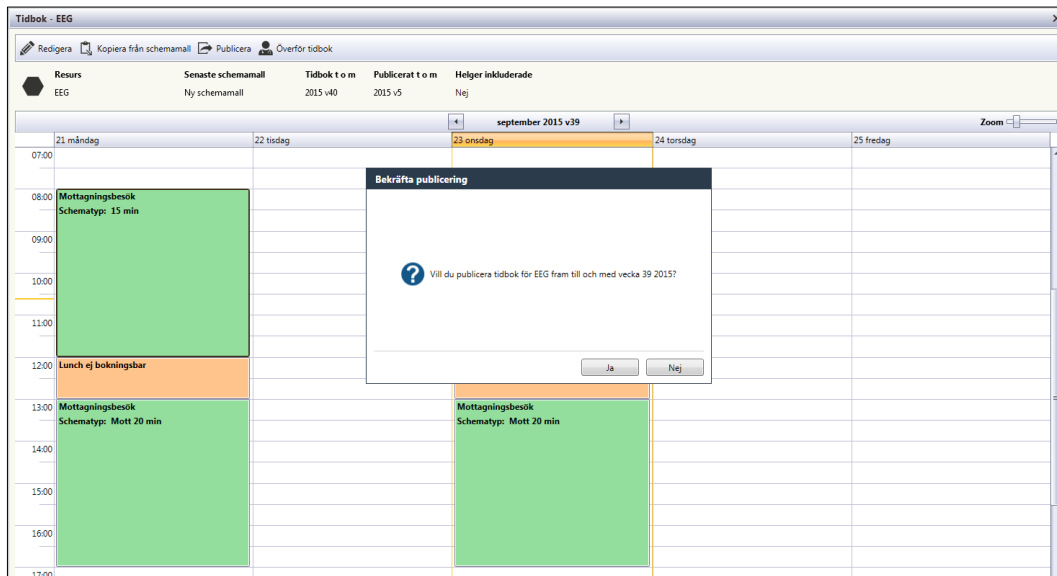 Tidbok - EEG
Redigera Kopiera från schemamall Publicera Överför tidbok
Resurs Senaste schemamall Tidbok t o m Publicerat t o m Helger inkluderade
EEG Ny schemamall 2015 v40 2015 v5 Nej
september 2015 v39 Zoom
21 måndag 22 tisdag 23 onsdag 24 torsdag 25 fredag
07:00
Bekräfta publicering
08:00 Mottagningsbesök
Schematyp: 15 min
09:00
Vill du publicera tidbok för EEG fram till och med vecka 39 2015?
10:00
11:00
12:00 Lunch ej bokningsbar
Ja Nej
13:00 Mottagningsbesök Mottagningsbesök
Schematyp: Mott 20 min Schematyp: Mott 20 min
14:00
15:00
16:00
17:00